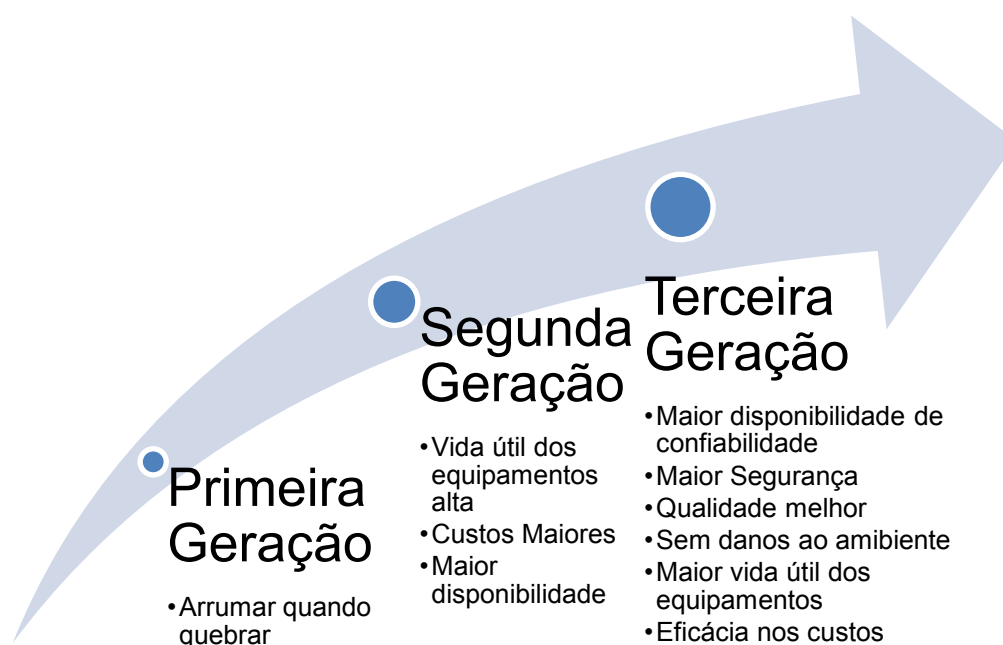 Primeira
Geração
•Arrumar quando
quebrar
Segunda
Geração
•Vida útil dos
equipamentos
alta
•Custos Maiores
•Maior
disponibilidade
Terceira
Geração
•Maior disponibilidade de
confiabilidade
•Maior Segurança
•Qualidade melhor
•Sem danos ao amibiente
•Maior vida útil dos
equipamentos
•Eficácia nos custos